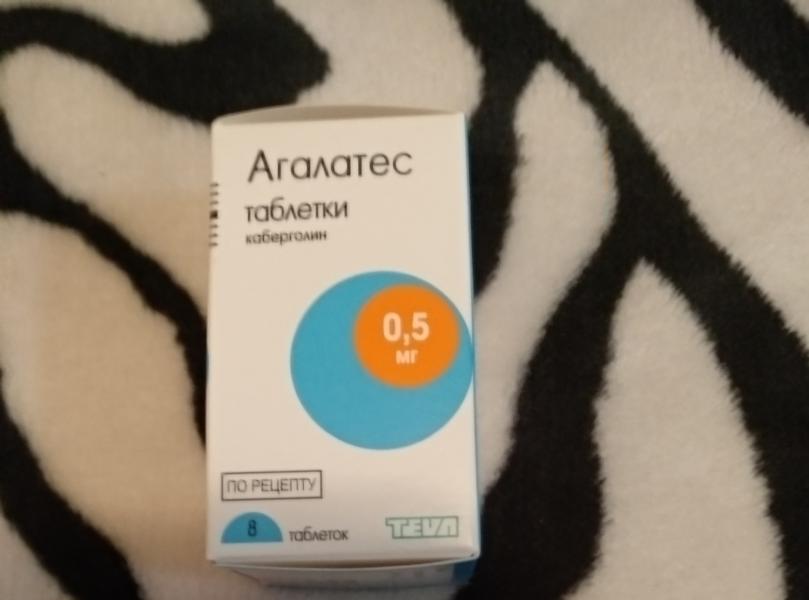 Агалатес
таблетки
каберголин
0,5
мг
ПО РЕЦЕПТУ
8 таблеток
TEVA